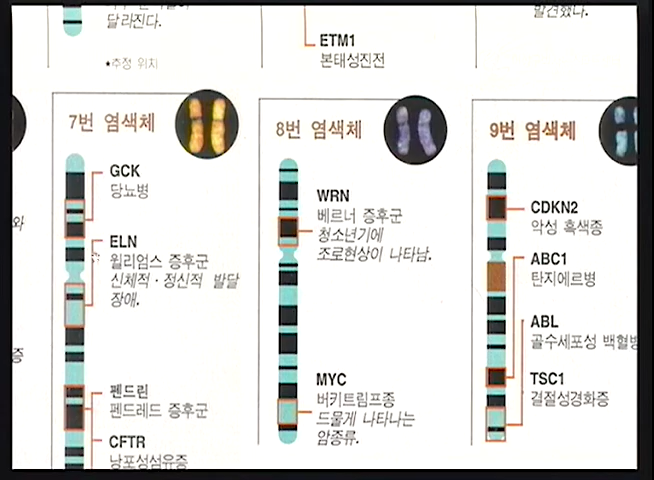 달라진다.
★추정 위치
ETM1
본태성진전
발견했다.
7번 염색체
GCK
당뇨병
ELN
윌리엄스 증후군
신체적·정신적 발달
장애.
펜드린
펜드레드 증후군
CFTR
낭포성섬유증
8번 염색체
WRN
베르너 증후군
청소년기에
조로현상이 나타남.
MYC
버키트림프종
드물게 나타나는
암종류.
9번 염색체
CDKN2
악성 흑색종
ABC1
탄지에르병
ABL
골수세포성 백혈병
TSC1
결절성경화증
와
증